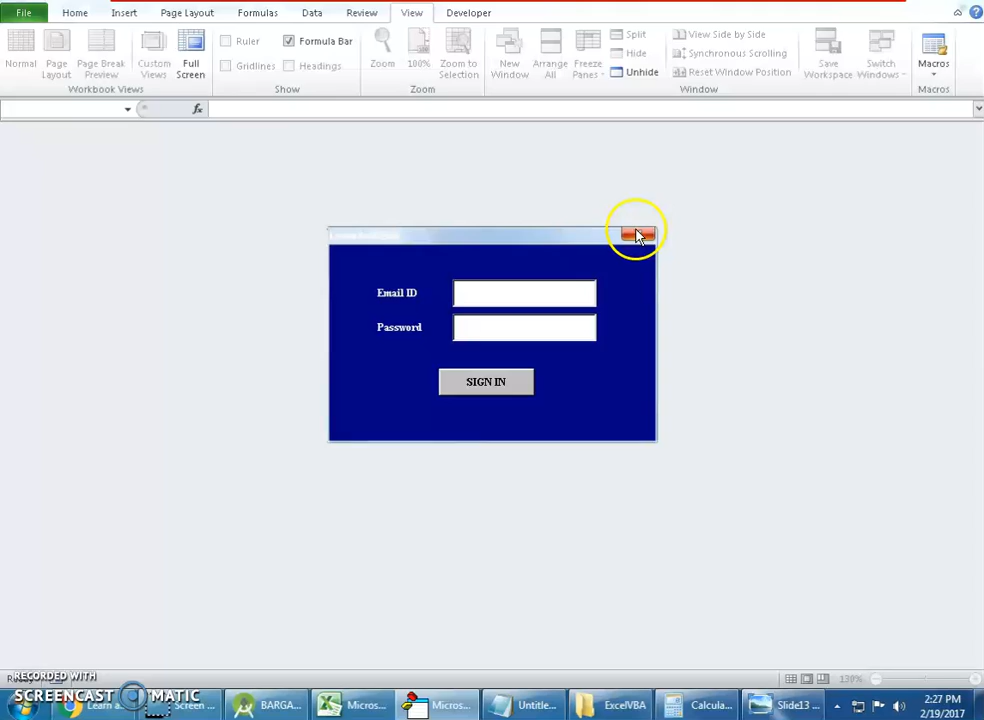 File Home Insert Page Layout Formulas Data Review View Developer
Normal Page Layout Page Break Preview Custom Views Full Screen
Workbook Views
Ruler Formula Bar
Gridlines Headings
Show
Zoom 100% Zoom to Selection
Zoom
New Window Arrange All Freeze Panes
Split
Hide
Unhide
View Side by Side
Synchronous Scrolling
Reset Window Position
Window
Save Workspace Switch Windows
Macros
Macros
fx
Email ID
Password
SIGN IN
130%
RECORDED WITH
SCREENCAST MATIC
Learn a Screen BARGA... Micros... Micros... Untitle... ExcelVBA Calcula... Slide13 ...
2:27 PM
2/19/2017